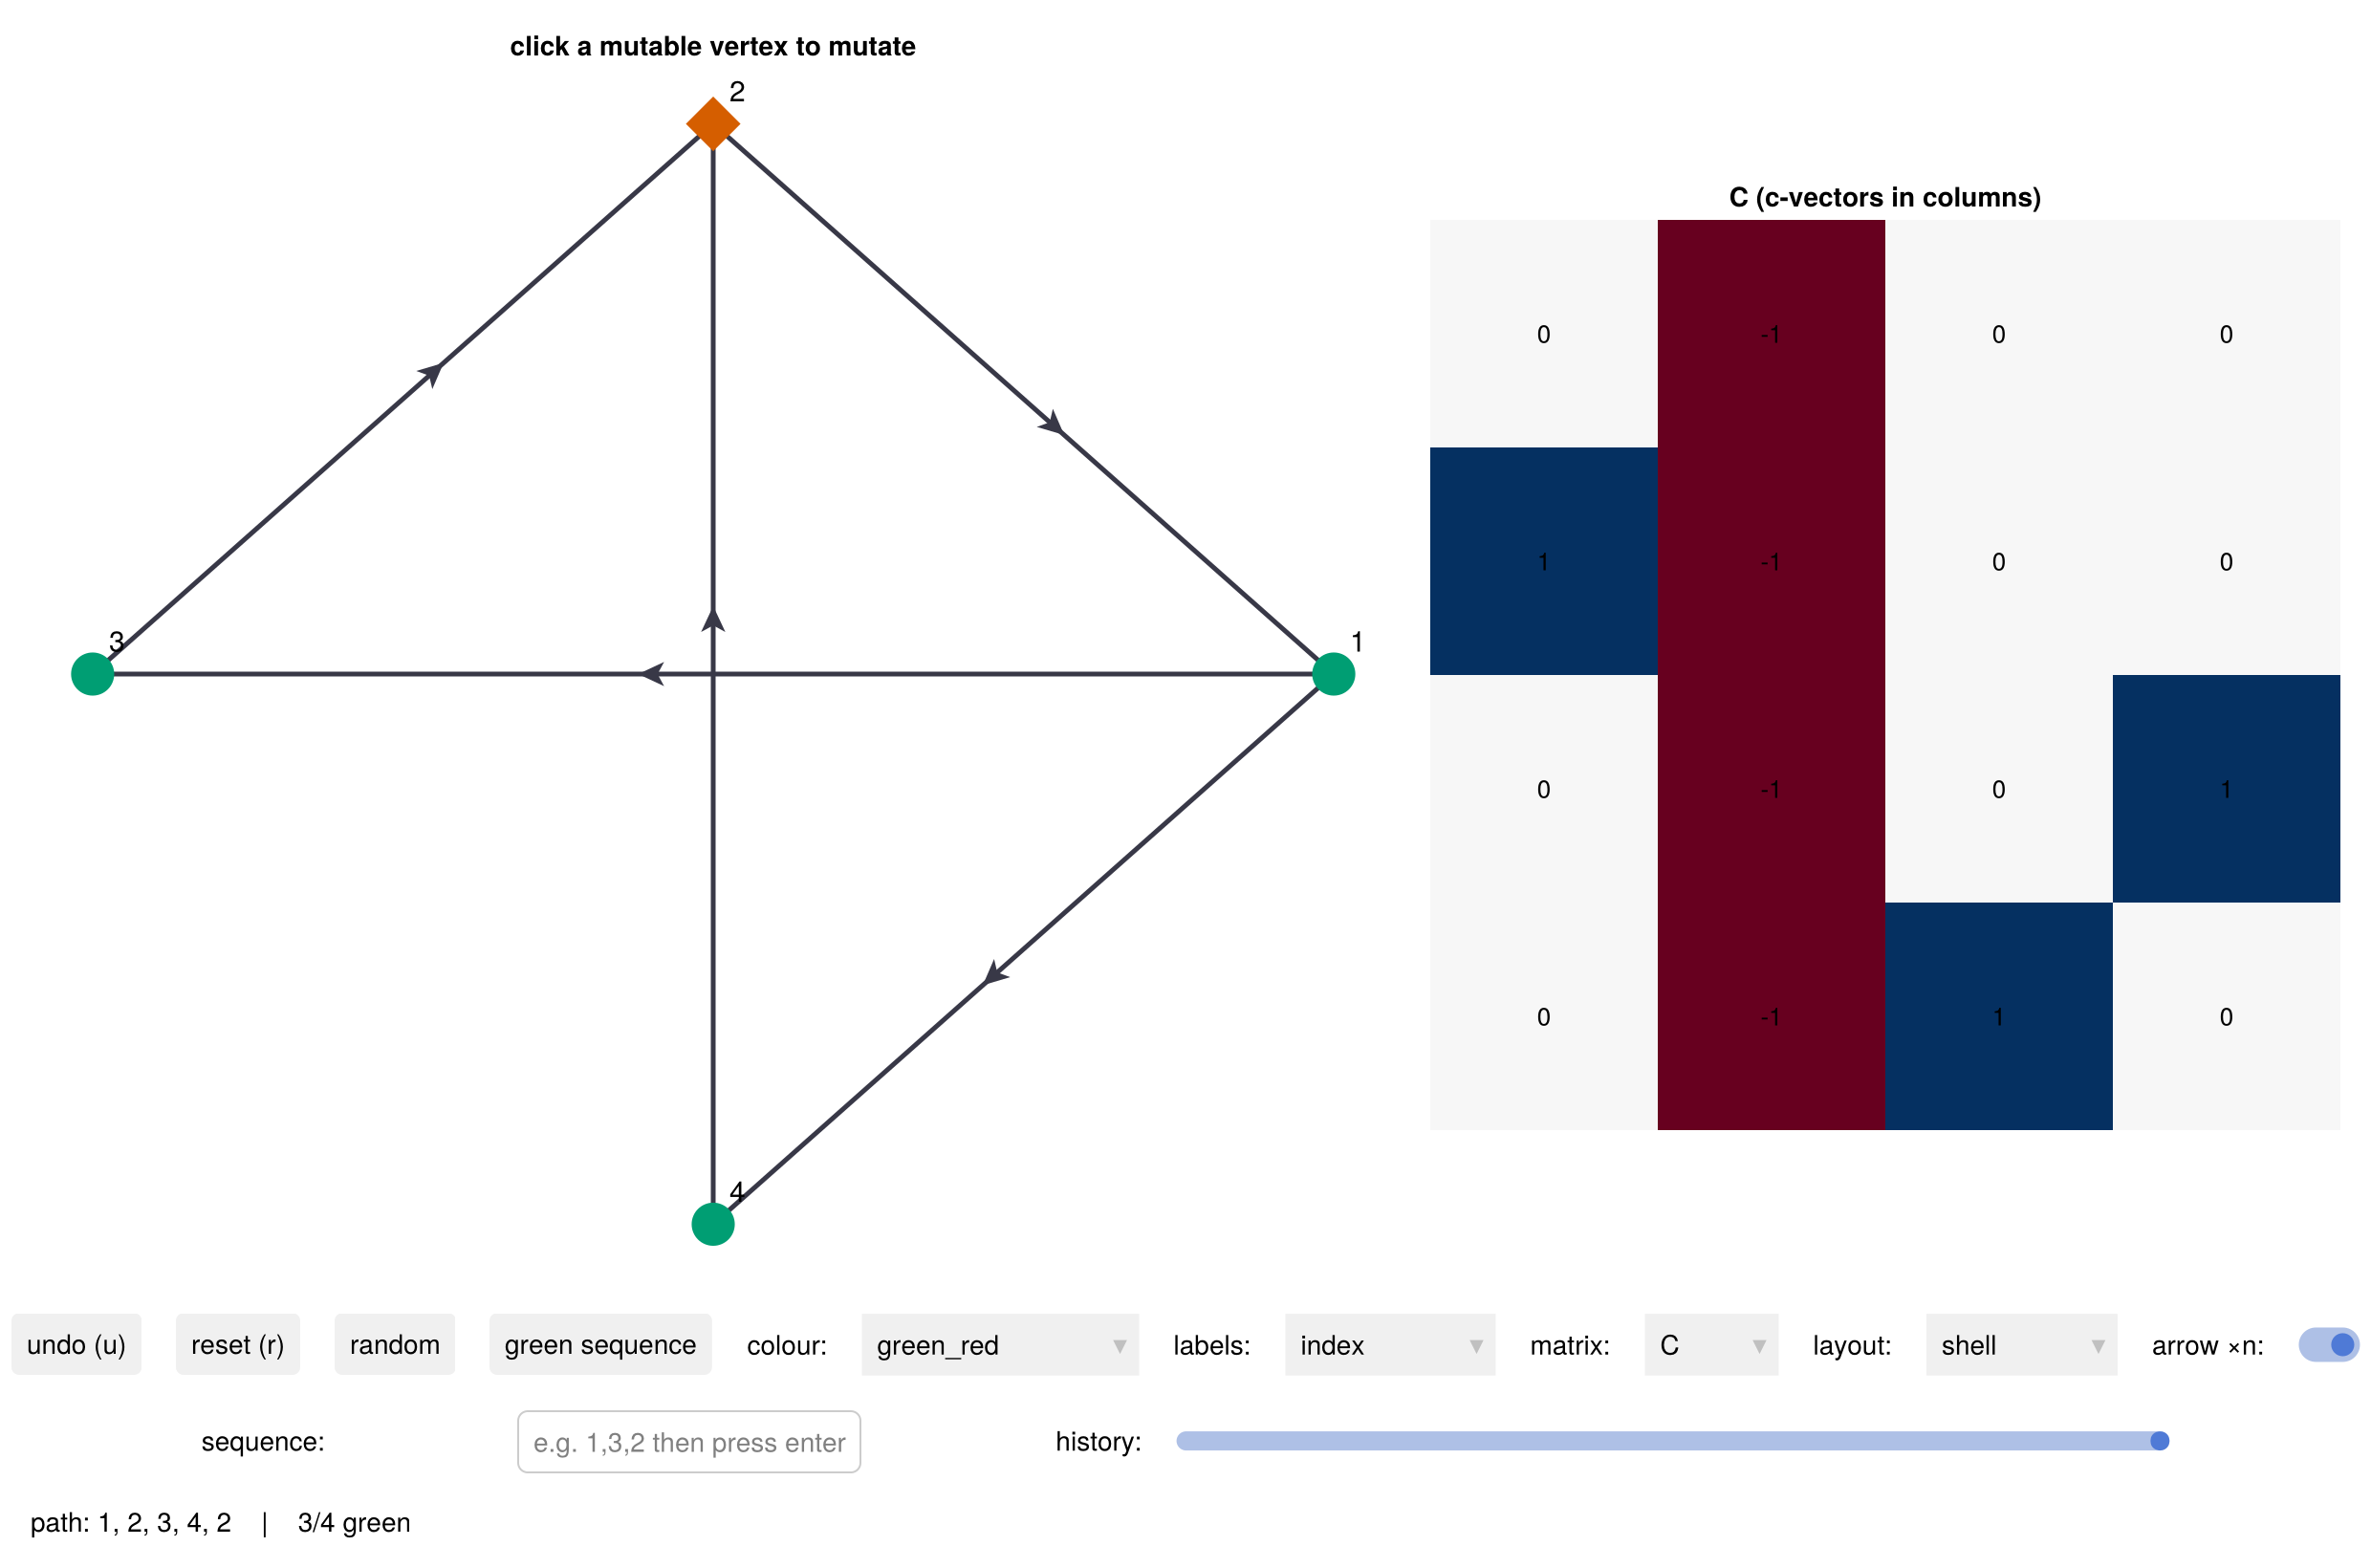 click a mutable vertex to mutate
2
3
1
4
C (c-vectors in columns)
0 -1 0 0
1 -1 0 0
0 -1 0 1
0 -1 1 0
undo (u) reset (r) random green sequence colour: green_red labels: index matrix: C layout: shell arrow ×n:
sequence: e.g. 1,3,2 then press enter history:
path: 1, 2, 3, 4, 2 | 3/4 green